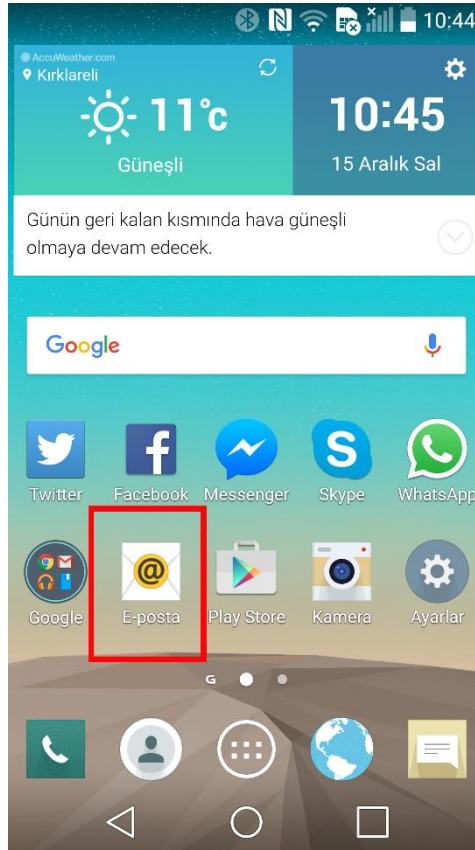 10:44
AccuWeather.com
Kırklareli
11°c
Güneşli
10:45
15 Aralık Sal
Günün geri kalan kısmında hava güneşli
olmaya devam edecek.
Google
Twitter Facebook Messenger Skype WhatsApp
Google E-posta Play Store Kamera Ayarlar
G